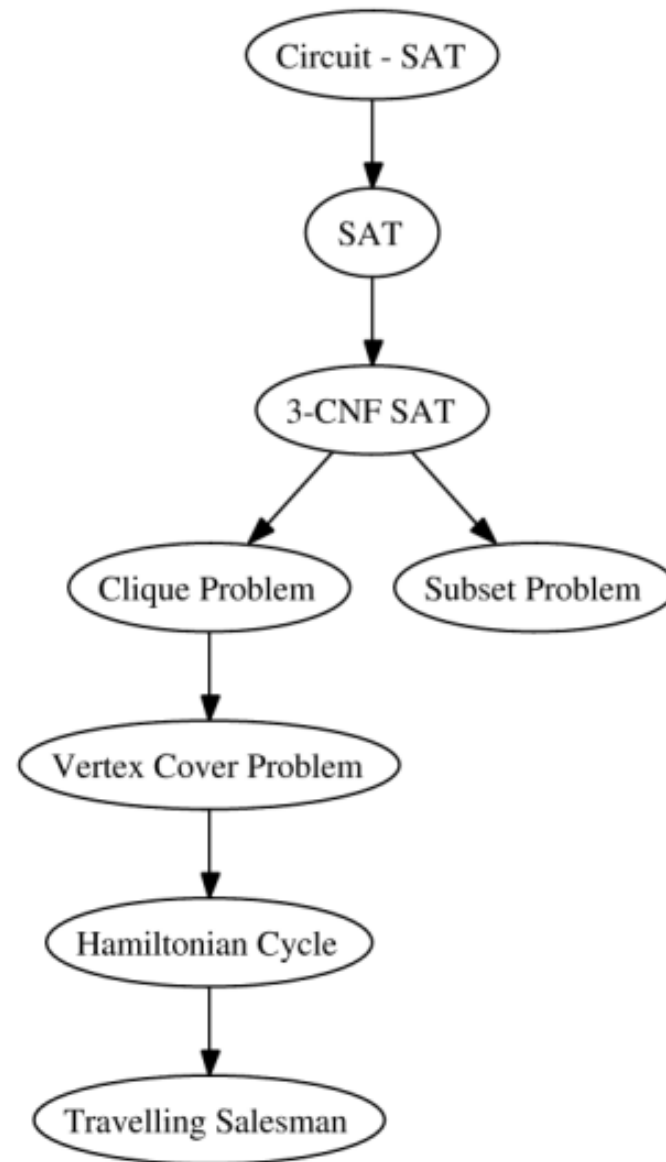 Circuit - SAT
SAT
3-CNF SAT
Clique Problem
Subset Problem
Vertex Cover Problem
Hamiltonian Cycle
Travelling Salesman